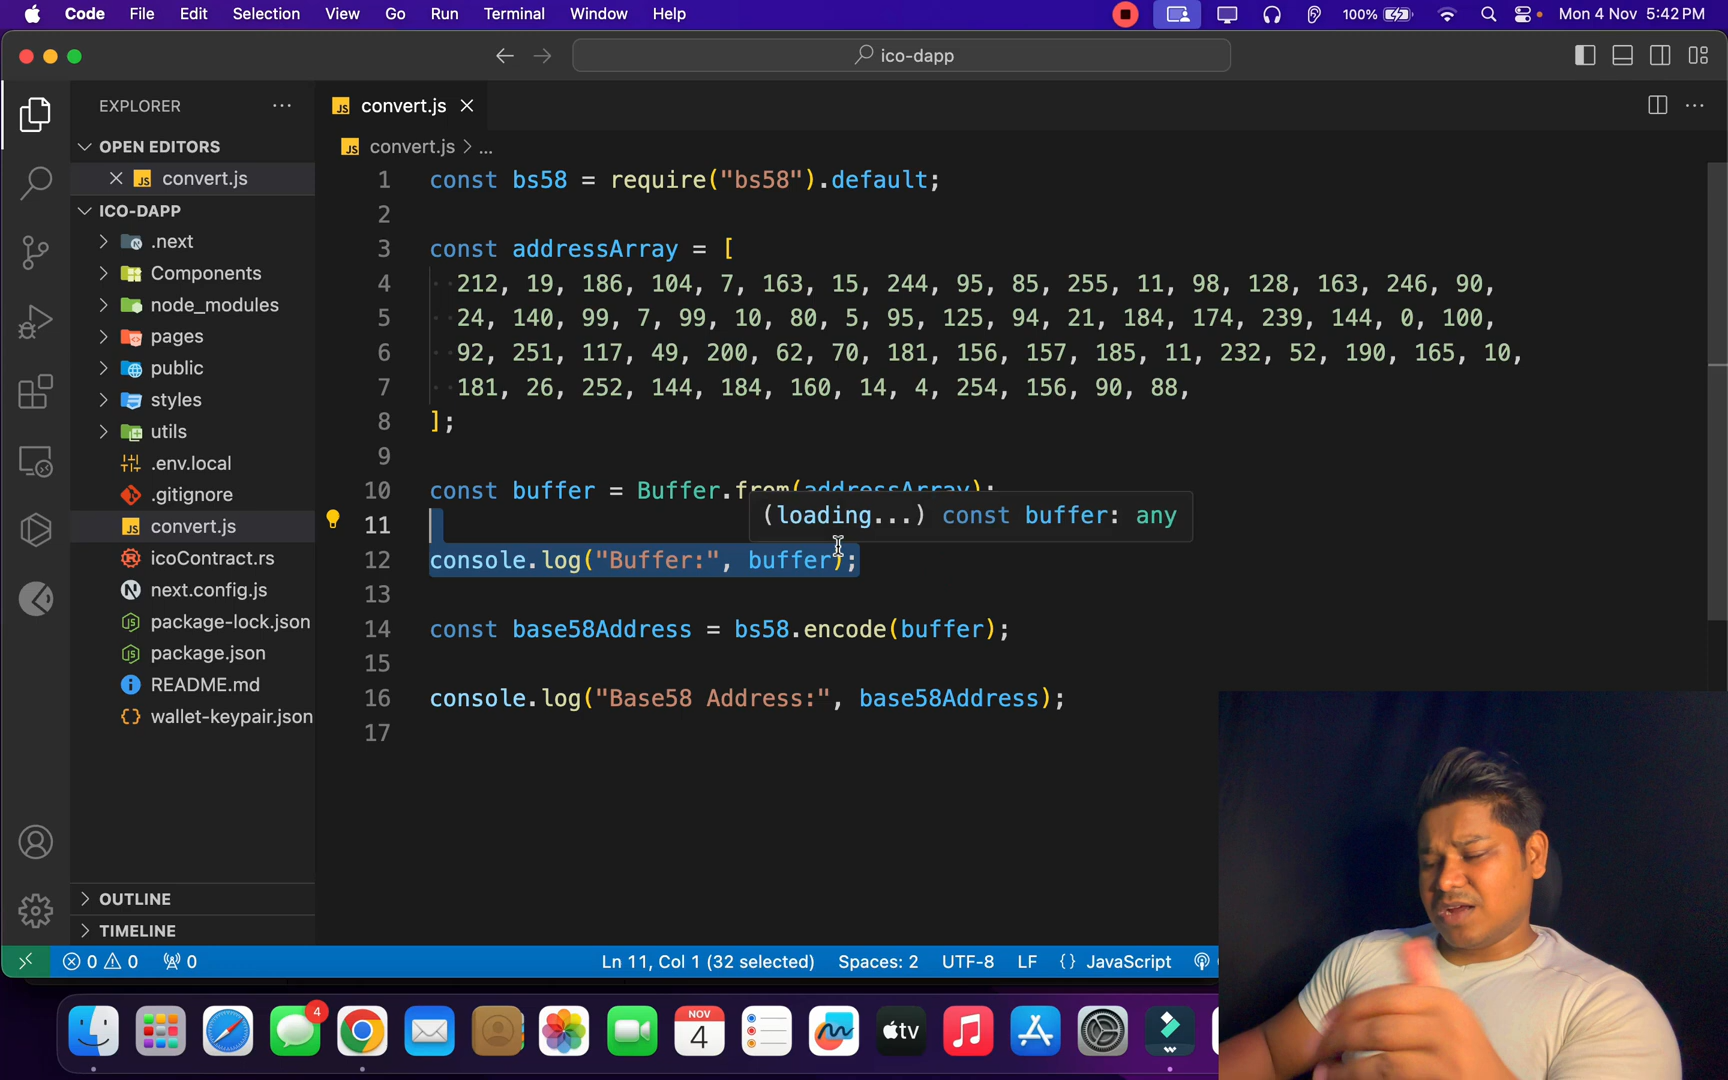 Code File Edit Selection View Go Run Terminal Window Help 100% Mon 4 Nov 5:42 PM
ico-dapp
EXPLORER
OPEN EDITORS
convert.js
ICO-DAPP
.next
Components
node_modules
pages
public
styles
utils
.env.local
.gitignore
convert.js
icoContract.rs
next.config.js
package-lock.json
package.json
README.md
wallet-keypair.json
OUTLINE
TIMELINE
JS convert.js
JS convert.js > ...
1 const bs58 = require("bs58").default;
2
3 const addressArray = [
4 212, 19, 186, 104, 7, 163, 15, 244, 95, 85, 255, 11, 98, 128, 163, 246, 90,
5 24, 140, 99, 7, 99, 10, 80, 5, 95, 125, 94, 21, 184, 174, 239, 144, 0, 100,
6 92, 251, 117, 49, 200, 62, 70, 181, 156, 157, 185, 11, 232, 52, 190, 165, 10,
7 181, 26, 252, 144, 184, 160, 14, 4, 254, 156, 90, 88,
8 ];
9
10 const buffer = Buffer.from(addressArray);
(loading...) const buffer: any
11
12 console.log("Buffer:", buffer);
13
14 const base58Address = bs58.encode(buffer);
15
16 console.log("Base58 Address:", base58Address);
17
0 0 0 Ln 11, Col 1 (32 selected) Spaces: 2 UTF-8 LF {} JavaScript
4
NOV
4
tv